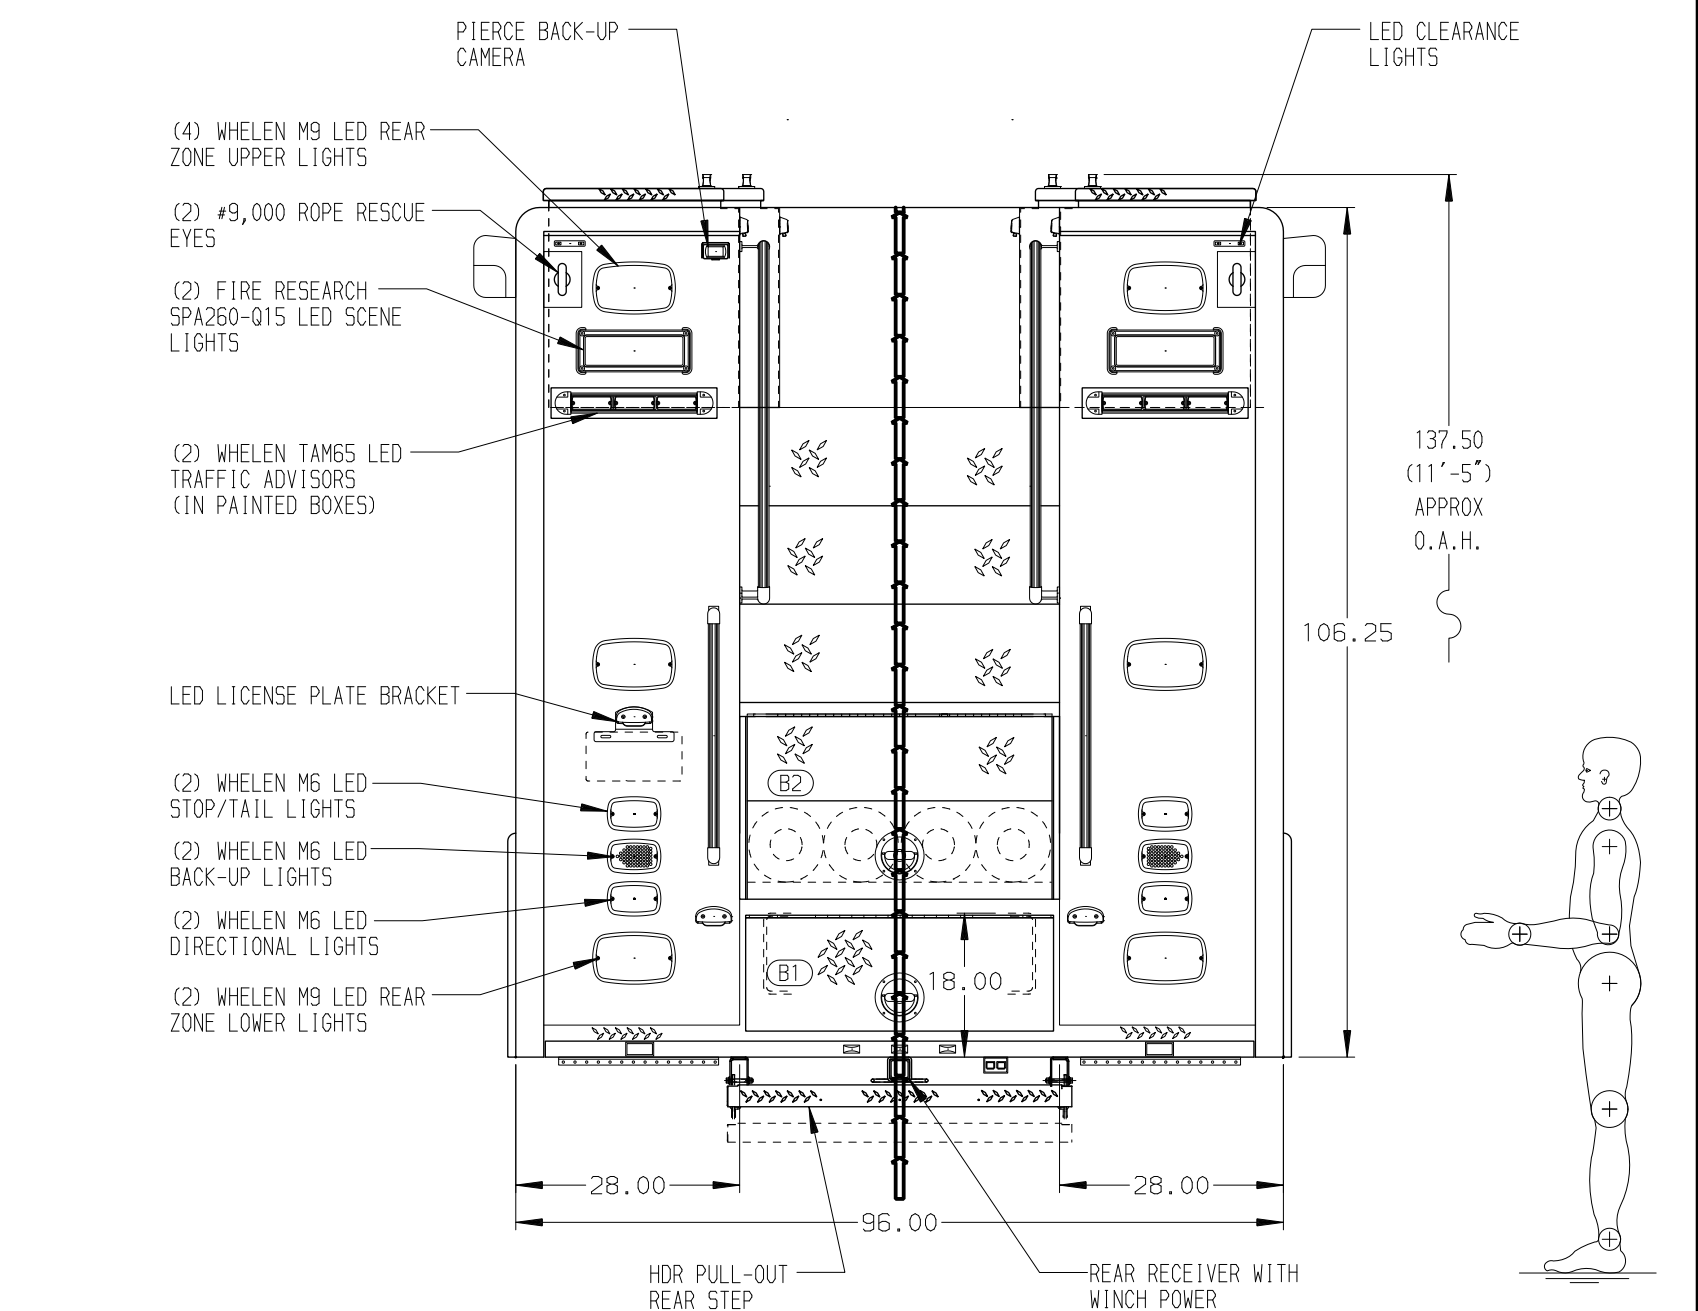 PIERCE BACK-UP
CAMERA
LED CLEARANCE
LIGHTS
(4) WHELEN M9 LED REAR
ZONE UPPER LIGHTS
(2) #9,000 ROPE RESCUE
EYES
(2) FIRE RESEARCH
SPA260-Q15 LED SCENE
LIGHTS
(2) WHELEN TAM65 LED
TRAFFIC ADVISORS
(IN PAINTED BOXES)
137.50
(11'-5")
APPROX
O.A.H.
106.25
LED LICENSE PLATE BRACKET
B2
(2) WHELEN M6 LED
STOP/TAIL LIGHTS
(2) WHELEN M6 LED
BACK-UP LIGHTS
(2) WHELEN M6 LED
DIRECTIONAL LIGHTS
B1
18.00
(2) WHELEN M9 LED REAR
ZONE LOWER LIGHTS
28.00
28.00
96.00
HDR PULL-OUT
REAR STEP
REAR RECEIVER WITH
WINCH POWER